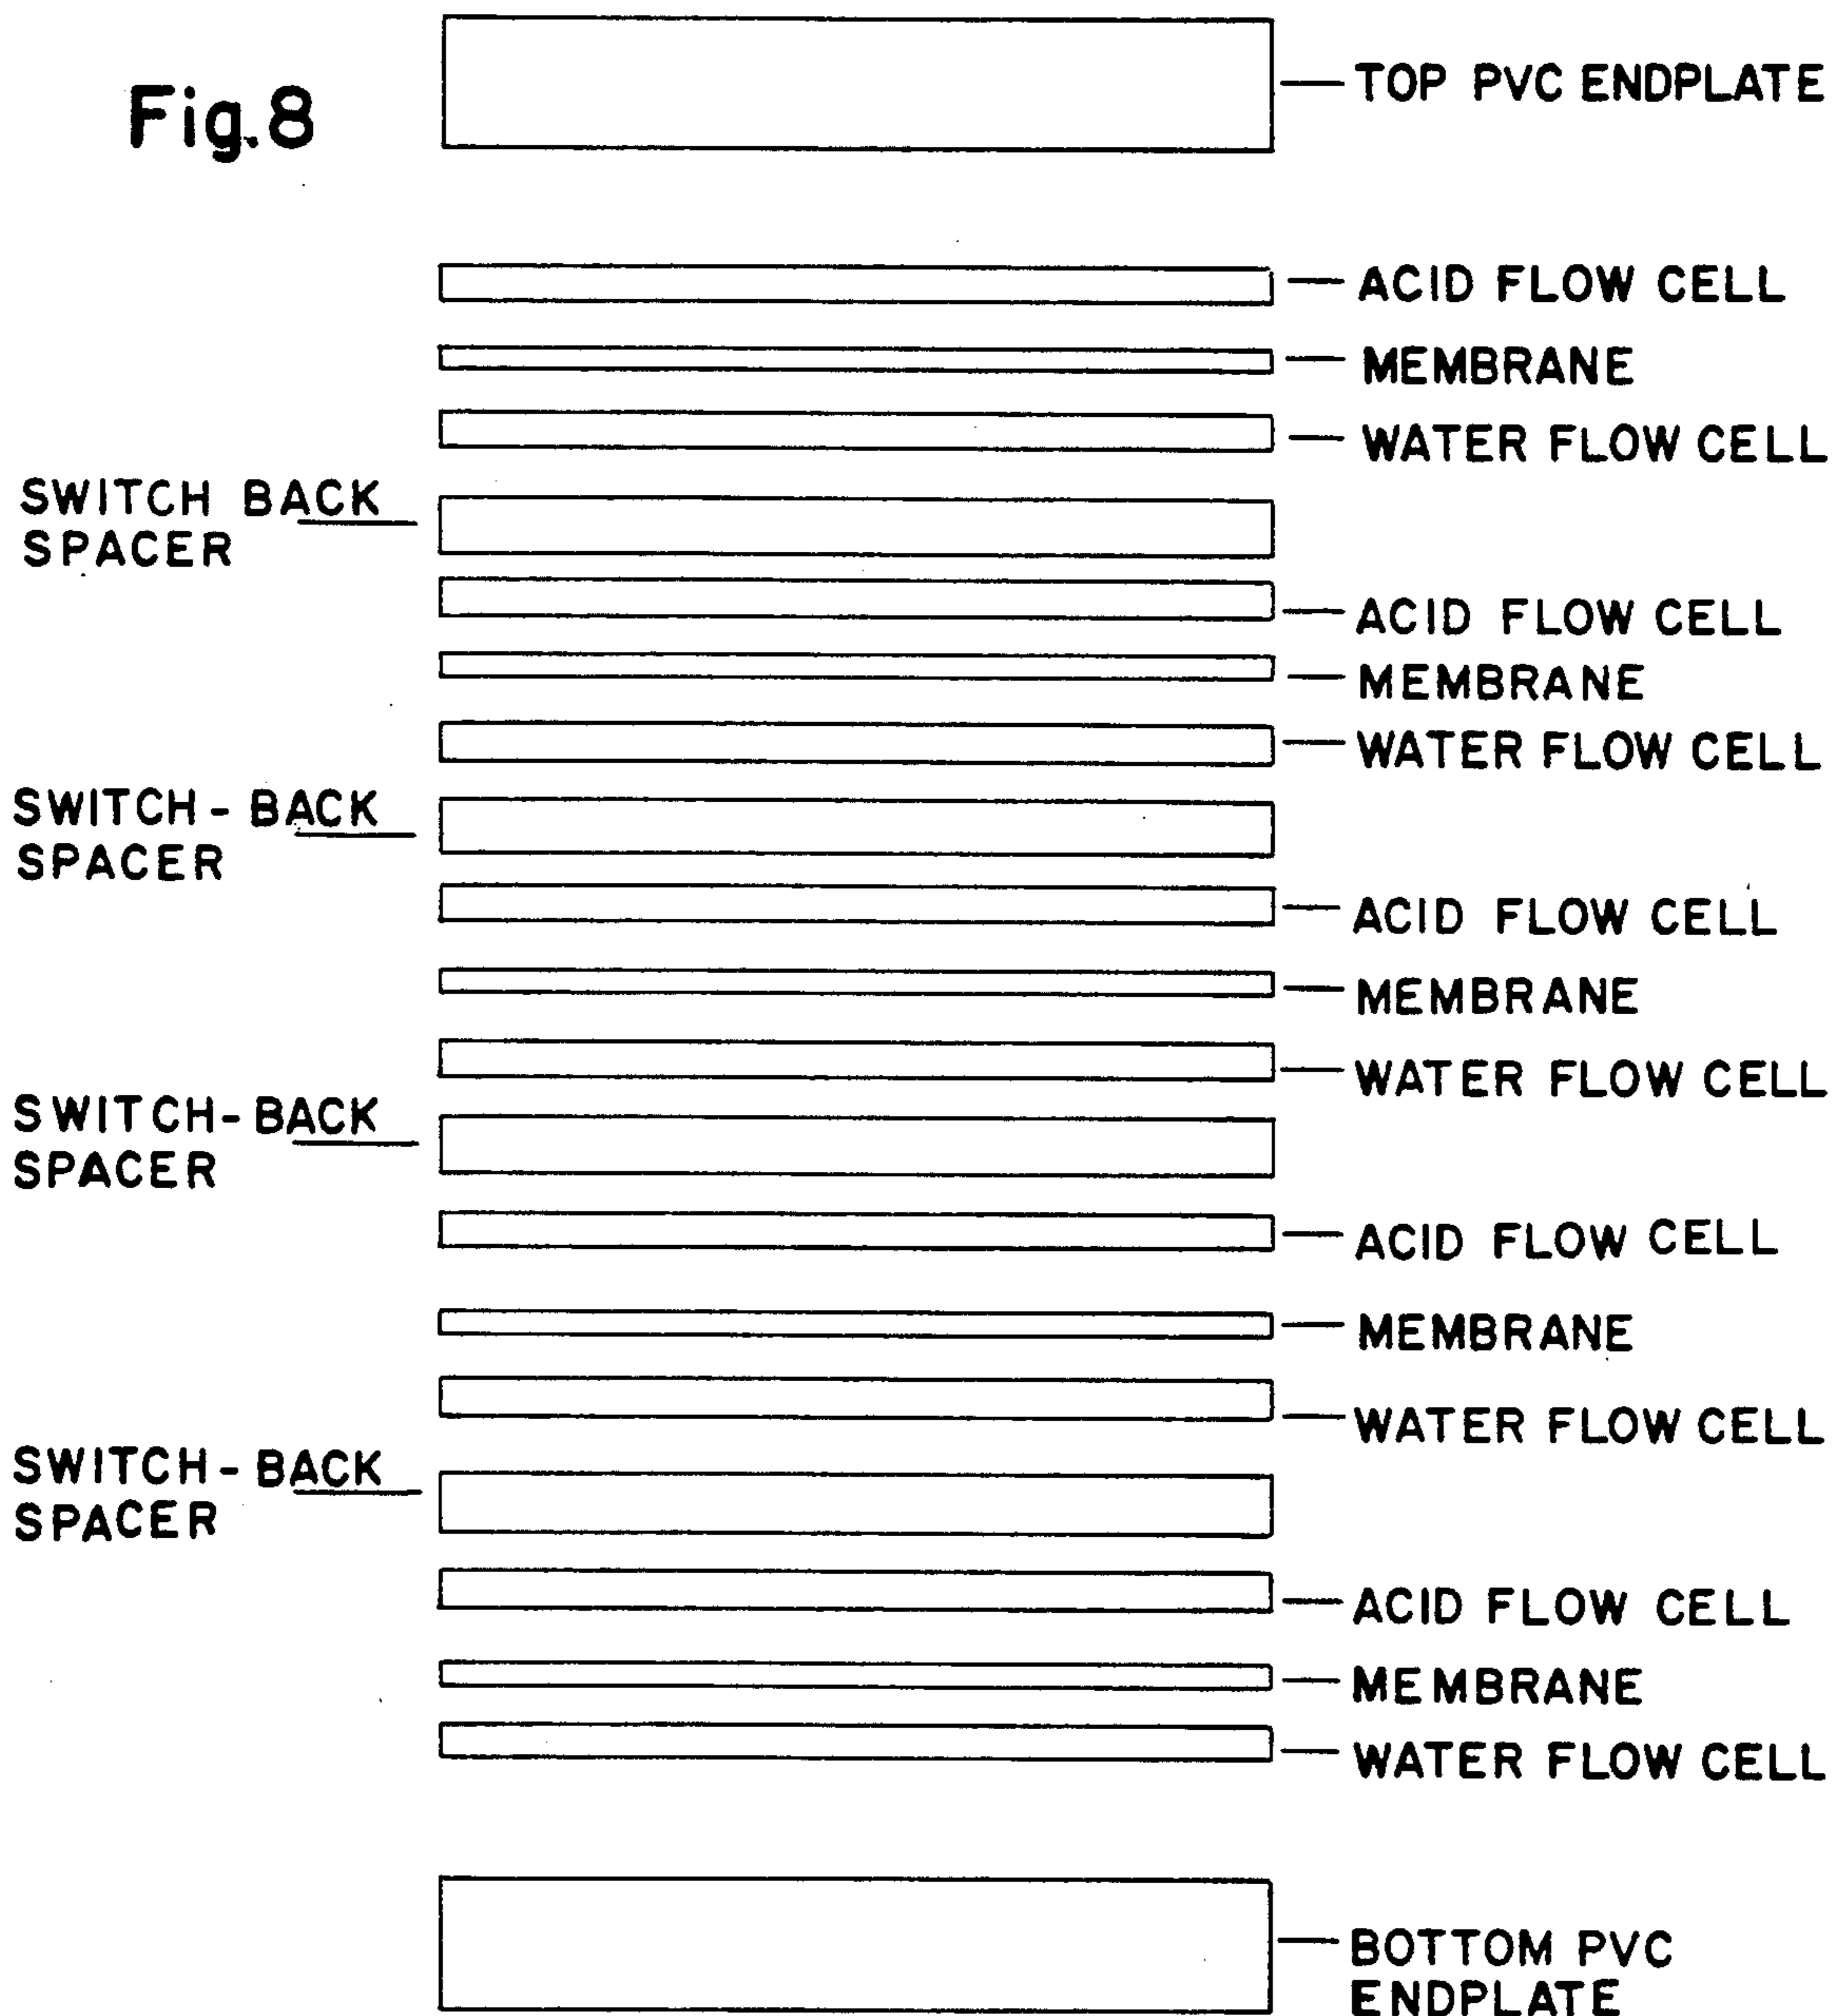 Fig.8
TOP PVC ENDPLATE
ACID FLOW CELL
MEMBRANE
WATER FLOW CELL
SWITCH BACK
SPACER
ACID FLOW CELL
MEMBRANE
WATER FLOW CELL
SWITCH-BACK
SPACER
ACID FLOW CELL
MEMBRANE
WATER FLOW CELL
SWITCH-BACK
SPACER
ACID FLOW CELL
MEMBRANE
WATER FLOW CELL
SWITCH-BACK
SPACER
ACID FLOW CELL
MEMBRANE
WATER FLOW CELL
BOTTOM PVC
ENDPLATE